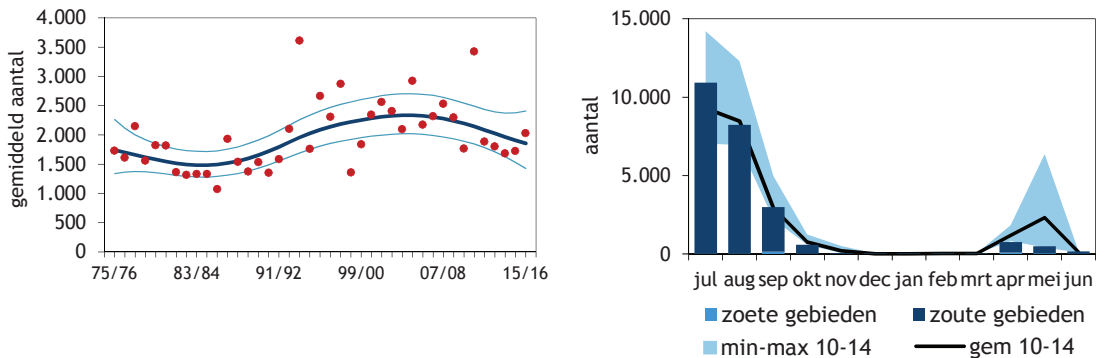 gemiddeld aantal
4.000
3.500
3.000
2.500
2.000
1.500
1.000
500
0
75/76 83/84 91/92 99/00 07/08 15/16
aantal
15.000
10.000
5.000
0
jul aug sep okt nov dec jan feb mrt apr mei jun
zoete gebieden zoute gebieden
min-max 10-14 gem 10-14